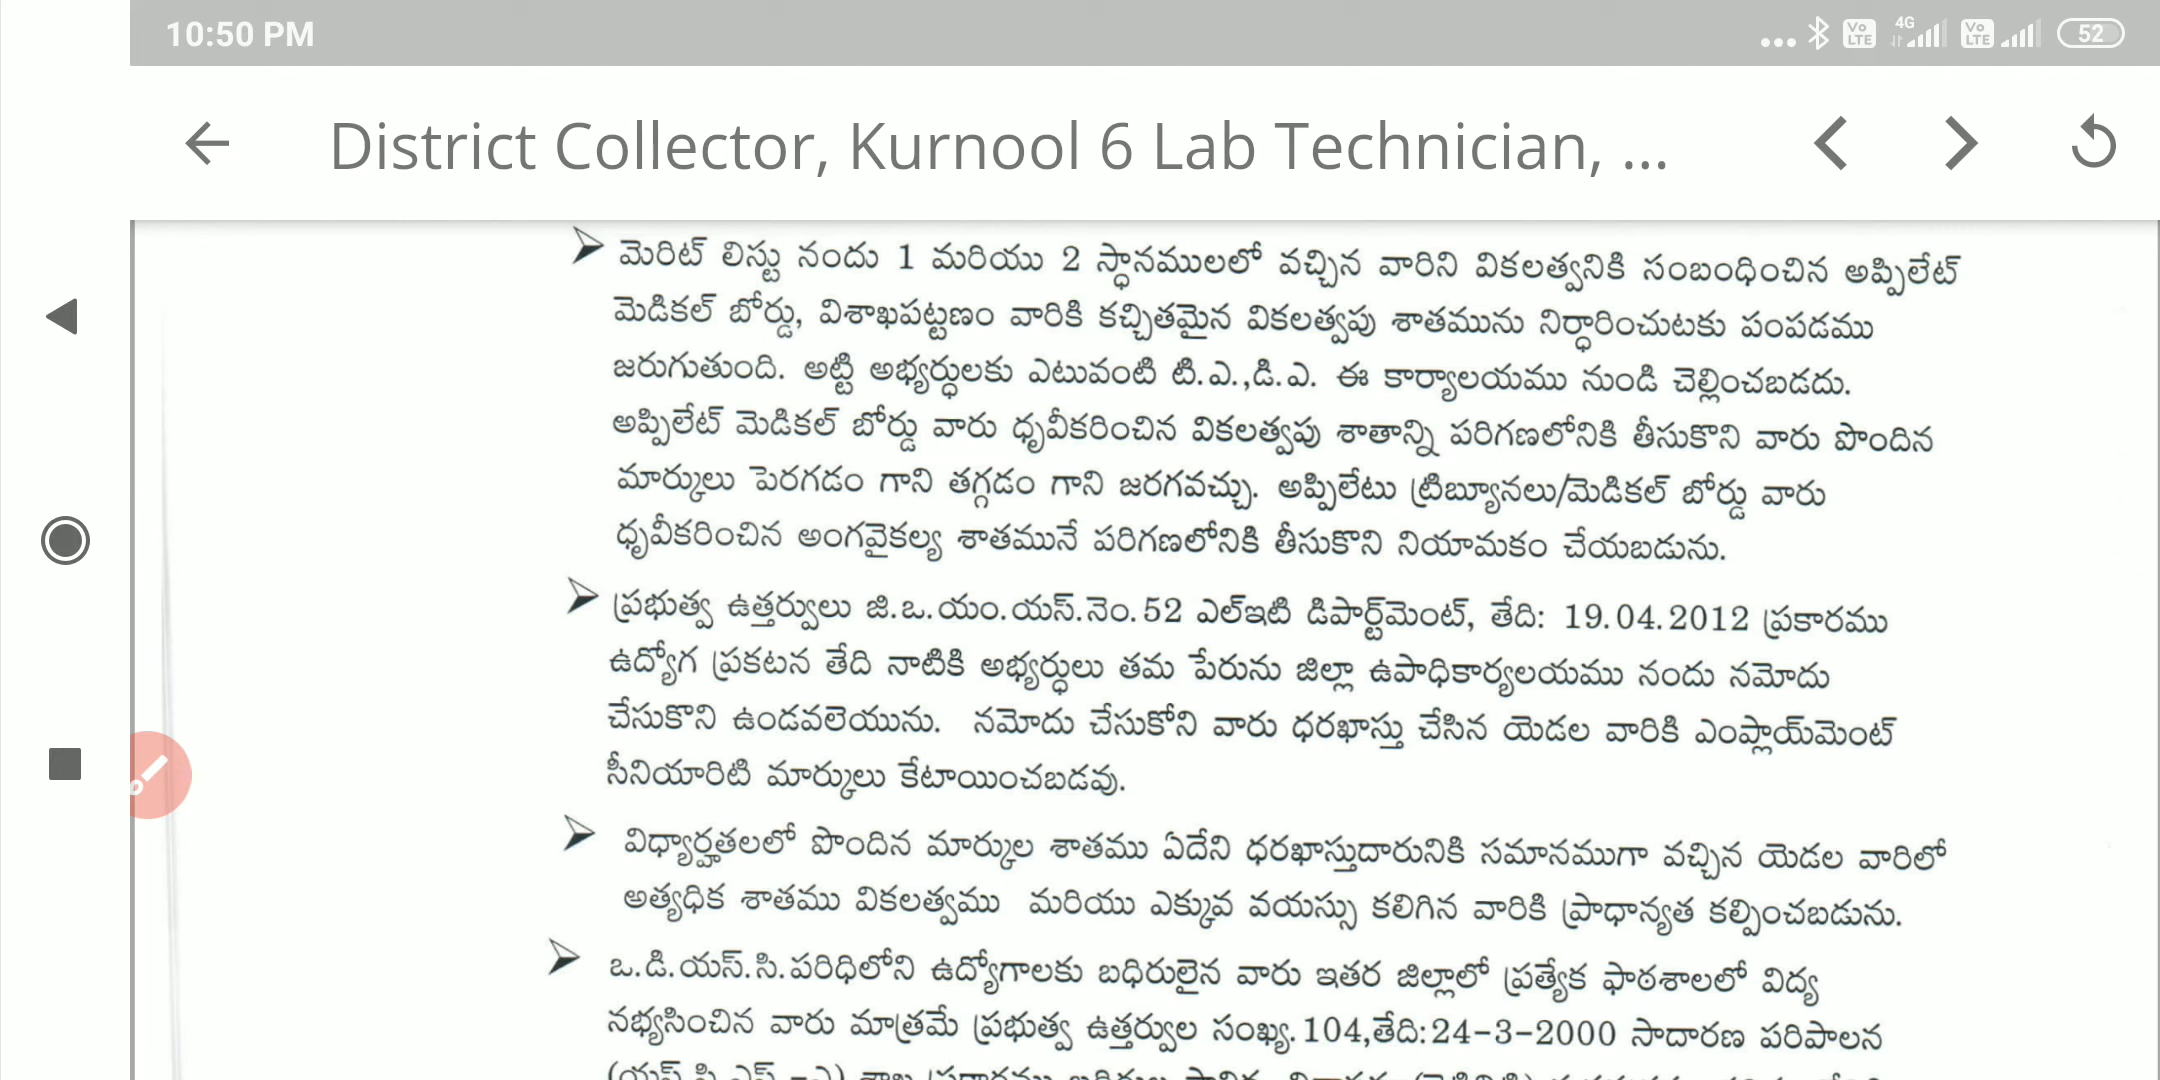 10:50 PM
4G
Vo LTE
Vo LTE
52
District Collector, Kurnool 6 Lab Technician, ...
మెరిట్ లిస్టు నందు 1 మరియు 2 స్ధానములలో వచ్చిన వారిని వికలత్వనికి సంబంధించిన అప్పిలేట్
మెడికల్ బోర్డు, విశాఖపట్టణం వారికి కచ్చితమైన వికలత్వపు శాతమును నిర్ధారించుటకు పంపడము
జరుగుతుంది. అట్టి అభ్యర్ధులకు ఎటువంటి టి.ఎ.,డి.ఎ. ఈ కార్యాలయము నుండి చెల్లించబడదు.
అప్పిలేట్ మెడికల్ బోర్డు వారు ధృవీకరించిన వికలత్వపు శాతాన్ని పరిగణలోనికి తీసుకొని వారు పొందిన
మార్కులు పెరగడం గాని తగ్గడం గాని జరగవచ్చు. అప్పిలేటు ట్రిబ్యూనలు/మెడికల్ బోర్డు వారు
ధృవీకరించిన అంగవైకల్య శాతమునే పరిగణలోనికి తీసుకొని నియామకం చేయబడును.
ప్రభుత్వ ఉత్తర్వులు జి.ఒ.యం.యస్.నెం.52 ఎల్ఇటి డిపార్ట్‌మెంట్, తేది: 19.04.2012 ప్రకారము
ఉద్యోగ ప్రకటన తేది నాటికి అభ్యర్ధులు తమ పేరును జిల్లా ఉపాధికార్యలయము నందు నమోదు
చేసుకొని ఉండవలెయును. నమోదు చేసుకోని వారు ధరఖాస్తు చేసిన యెడల వారికి ఎంప్లాయ్‌మెంట్
సీనియారిటి మార్కులు కేటాయించబడవు.
విధ్యార్హతలలో పొందిన మార్కుల శాతము ఏదేని ధరఖాస్తుదారునికి సమానముగా వచ్చిన యెడల వారిలో
అత్యధిక శాతము వికలత్వము మరియు ఎక్కువ వయస్సు కలిగిన వారికి ప్రాధాన్యత కల్పించబడును.
ఒ.డి.యస్.సి.పరిధిలోని ఉద్యోగాలకు బధిరులైన వారు ఇతర జిల్లాలో ప్రత్యేక ఫాఠశాలలో విద్య
నభ్యసించిన వారు మాత్రమే ప్రభుత్వ ఉత్తర్వుల సంఖ్య.104,తేది:24-3-2000 సాదారణ పరిపాలన